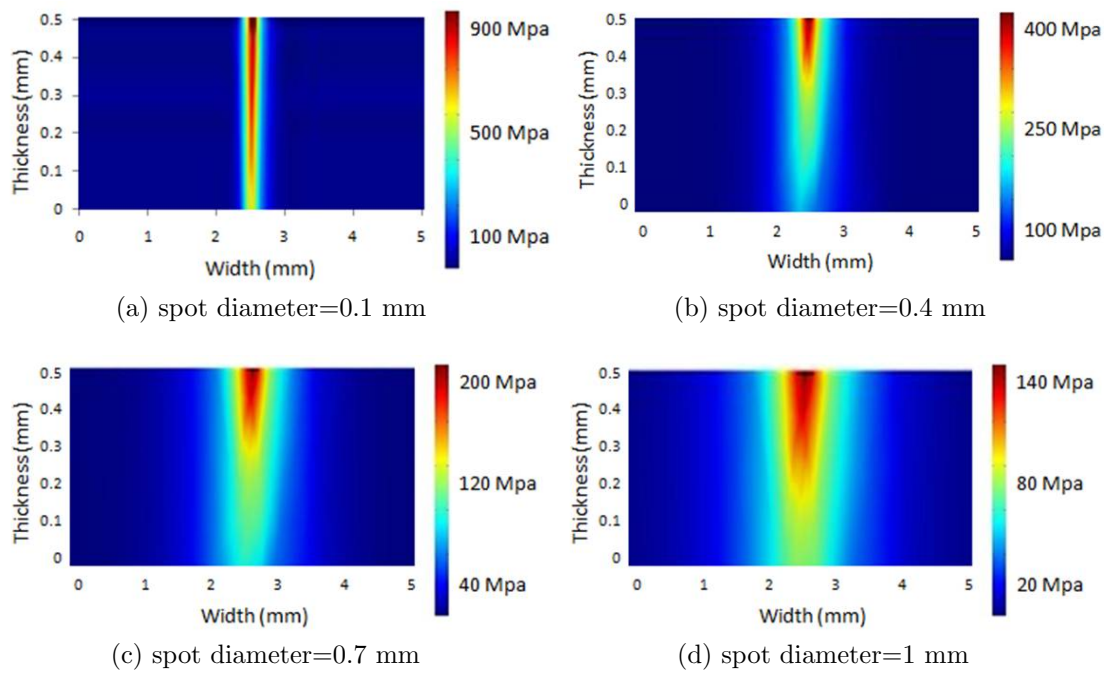 0.5
0.4
0.3
0.2
0.1
0
Thickness (mm)
0 1 2 3 4 5
Width (mm)
900 Mpa
500 Mpa
100 Mpa
(a) spot diameter=0.1 mm
0.5
0.4
0.3
0.2
0.1
0
Thickness (mm)
0 1 2 3 4 5
Width (mm)
400 Mpa
250 Mpa
100 Mpa
(b) spot diameter=0.4 mm
0.5
0.4
0.3
0.2
0.1
0
Thickness (mm)
0 1 2 3 4 5
Width (mm)
200 Mpa
120 Mpa
40 Mpa
(c) spot diameter=0.7 mm
0.5
0.4
0.3
0.2
0.1
0
Thickness (mm)
0 1 2 3 4 5
Width (mm)
140 Mpa
80 Mpa
20 Mpa
(d) spot diameter=1 mm